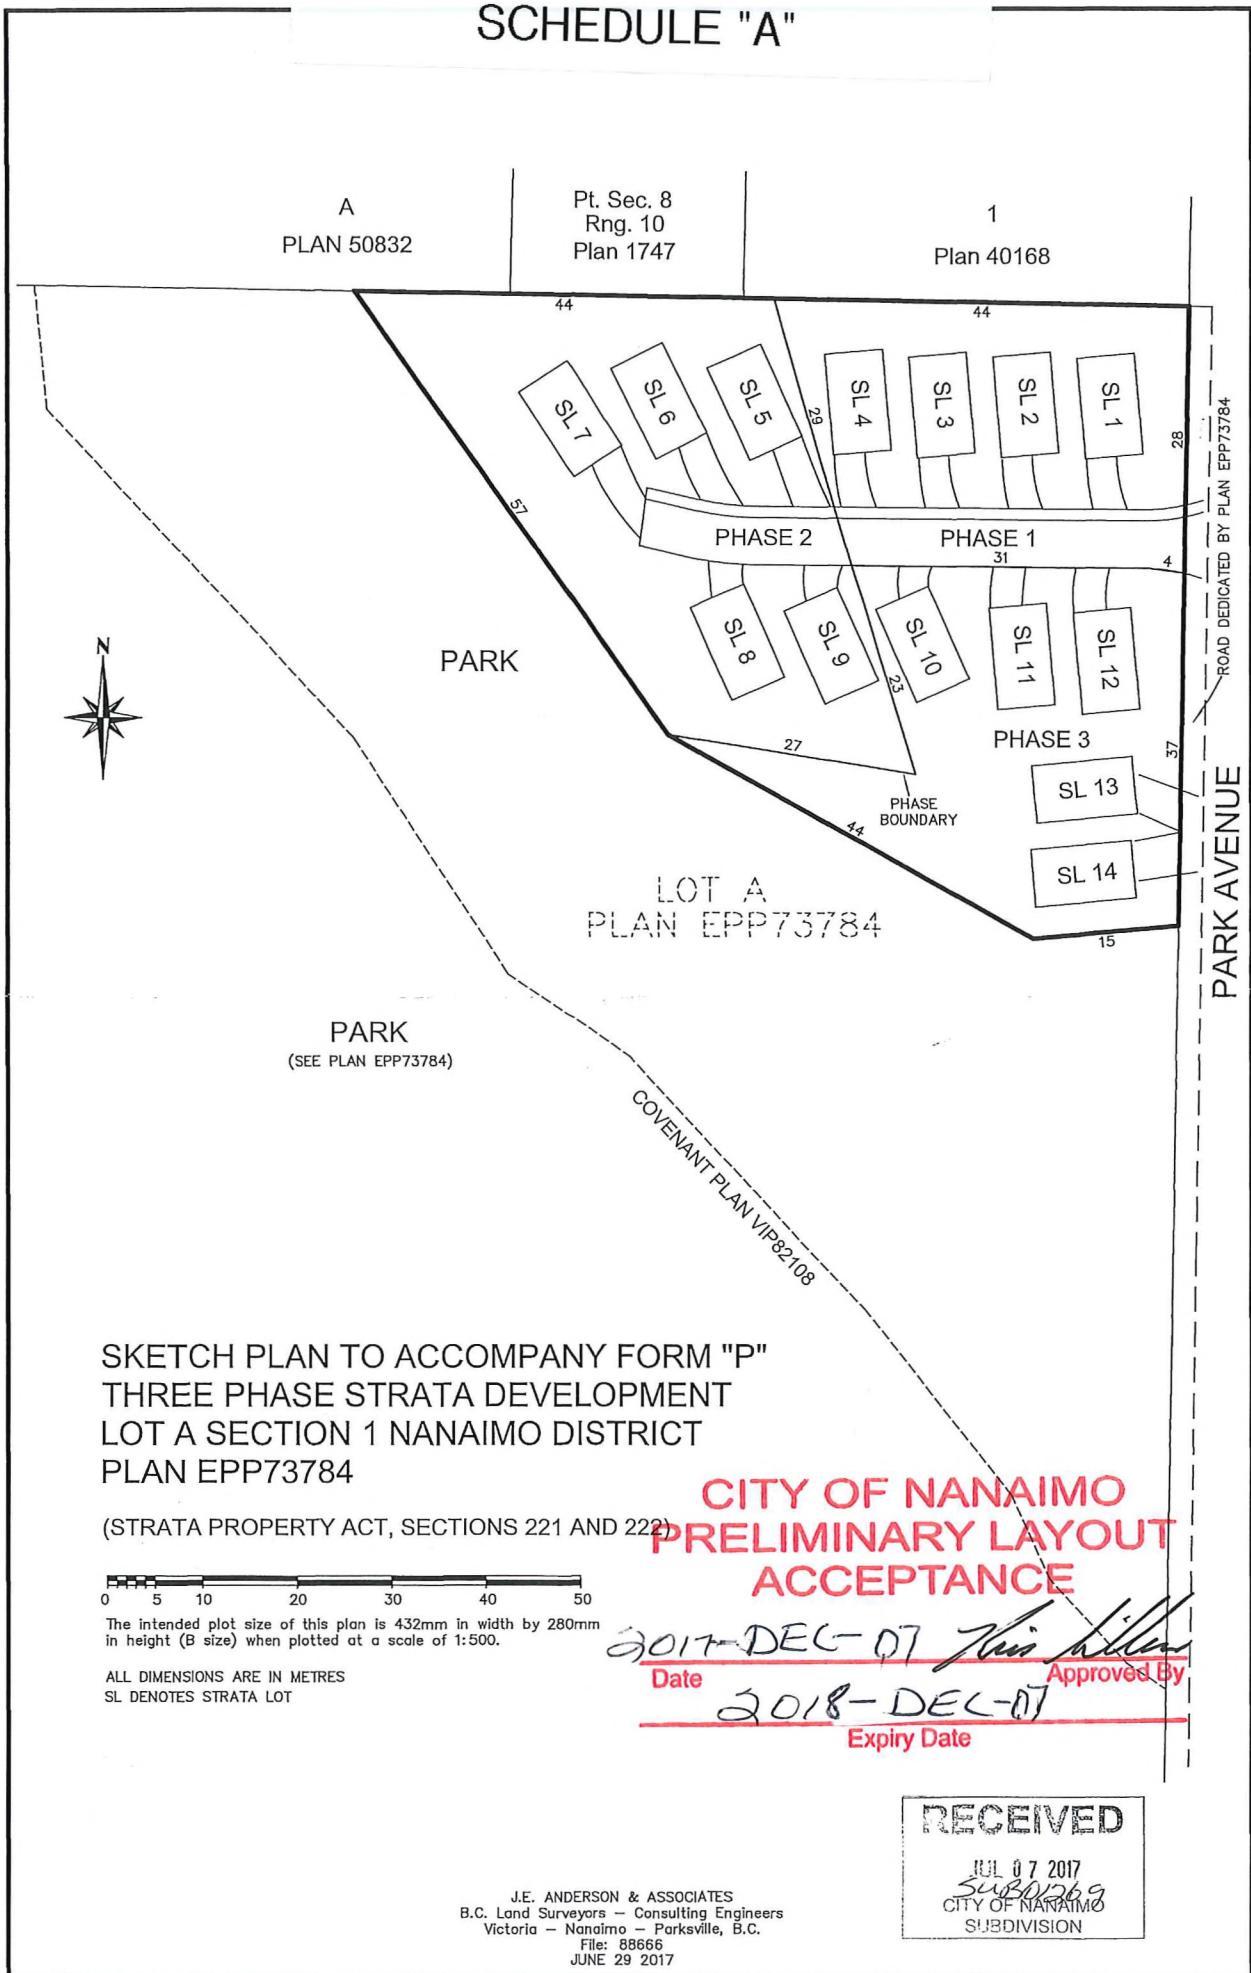 SCHEDULE "A"
A
PLAN 50832
Pt. Sec. 8
Rng. 10
Plan 1747
1
Plan 40168
44
44
SL 7
SL 6
SL 5
29
SL 4
SL 3
SL 2
SL 1
28
ROAD DEDICATED BY PLAN EPP73784
57
PHASE 2
PHASE 1
31
4
SL 8
SL 9
SL 10
SL 11
SL 12
23
N
PARK
27
PHASE 3
37
PHASE
BOUNDARY
SL 13
44
SL 14
15
PARK AVENUE
LOT A
PLAN EPP73784
PARK
(SEE PLAN EPP73784)
COVENANT PLAN VIP82108
SKETCH PLAN TO ACCOMPANY FORM "P"
THREE PHASE STRATA DEVELOPMENT
LOT A SECTION 1 NANAIMO DISTRICT
PLAN EPP73784
(STRATA PROPERTY ACT, SECTIONS 221 AND 222)
0 5 10 20 30 40 50
The intended plot size of this plan is 432mm in width by 280mm
in height (B size) when plotted at a scale of 1:500.
ALL DIMENSIONS ARE IN METRES
SL DENOTES STRATA LOT
CITY OF NANAIMO
PRELIMINARY LAYOUT
ACCEPTANCE
2017-DEC-07
Date Approved By
2018-DEC-07
Expiry Date
RECEIVED
JUL 07 2017
SUB01269
CITY OF NANAIMO
SUBDIVISION
J.E. ANDERSON & ASSOCIATES
B.C. Land Surveyors – Consulting Engineers
Victoria – Nanaimo – Parksville, B.C.
File: 88666
JUNE 29 2017